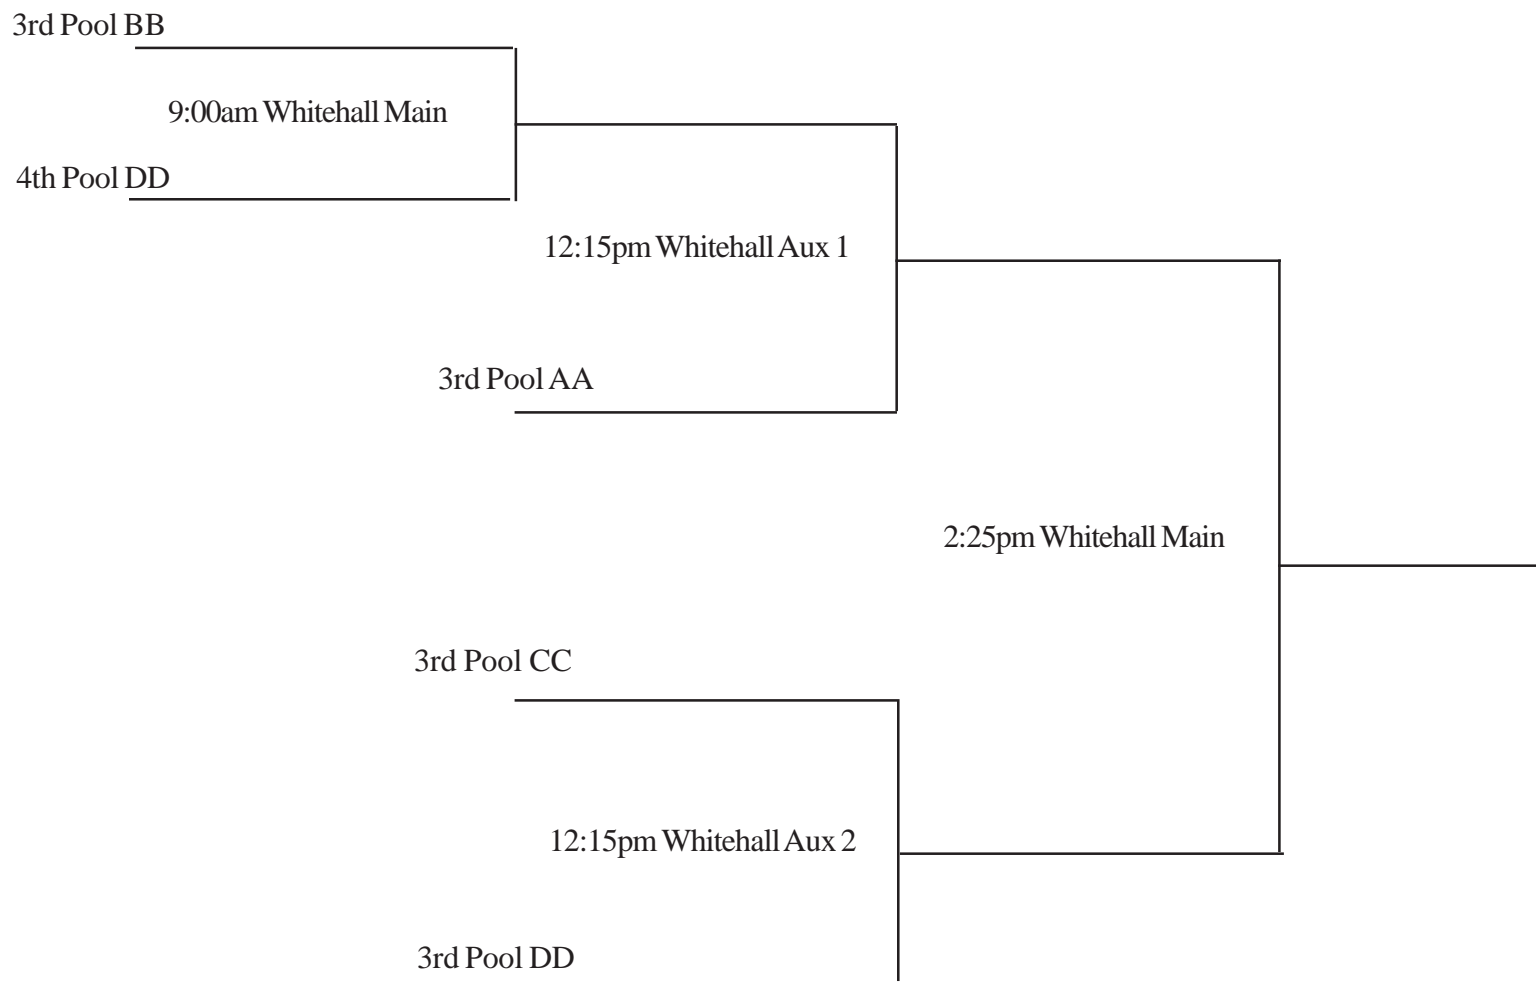 3rd Pool BB
9:00am Whitehall Main
4th Pool DD
12:15pm Whitehall Aux 1
3rd Pool AA
2:25pm Whitehall Main
3rd Pool CC
12:15pm Whitehall Aux 2
3rd Pool DD